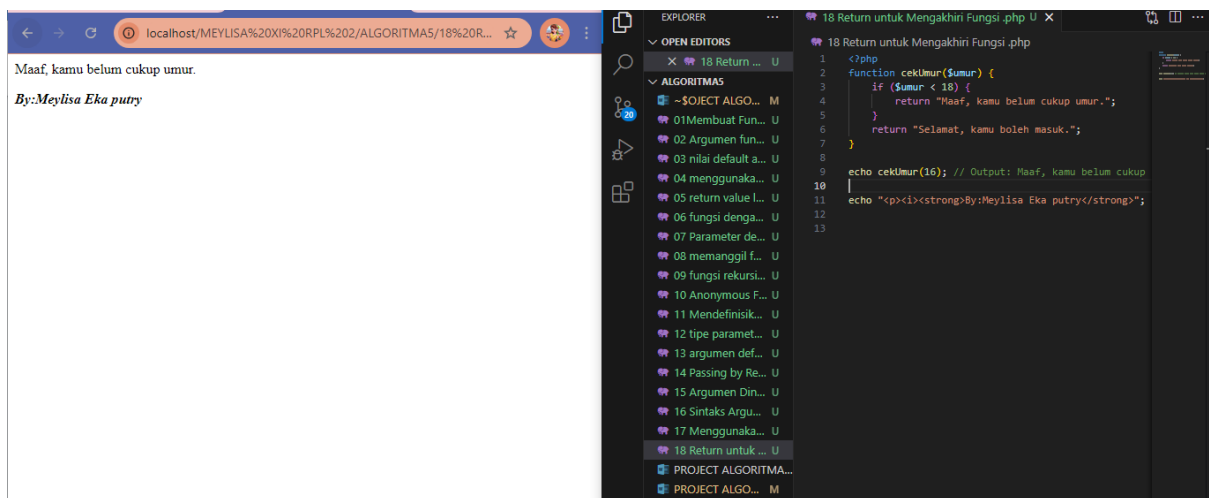 localhost/MEYLISA%20XI%20RPL%202/ALGORITMA5/18%20R...
Maaf, kamu belum cukup umur.
By:Meylisa Eka putry
EXPLORER
OPEN EDITORS
18 Return ... U
ALGORITMA5
~$OJECT ALGO... M
01Membuat Fun... U
02 Argumen fun... U
03 nilai default a... U
04 menggunaka... U
05 return value l... U
06 fungsi denga... U
07 Parameter de... U
08 memanggil f... U
09 fungsi rekursi... U
10 Anonymous F... U
11 Mendefinisik... U
12 tipe paramet... U
13 argumen def... U
14 Passing by Re... U
15 Argumen Din... U
16 Sintaks Argu... U
17 Menggunaka... U
18 Return untuk ... U
PROJECT ALGORITMA...
PROJECT ALGO... M
20
18 Return untuk Mengakhiri Fungsi .php U
18 Return untuk Mengakhiri Fungsi .php
1 <?php
2 function cekUmur($umur) {
3 if ($umur < 18) {
4 return "Maaf, kamu belum cukup umur.";
5 }
6 return "Selamat, kamu boleh masuk.";
7 }
8
9 echo cekUmur(16); // Output: Maaf, kamu belum cukup
10
11 echo "<p><i><strong>By:Meylisa Eka putry</strong>";
12
13